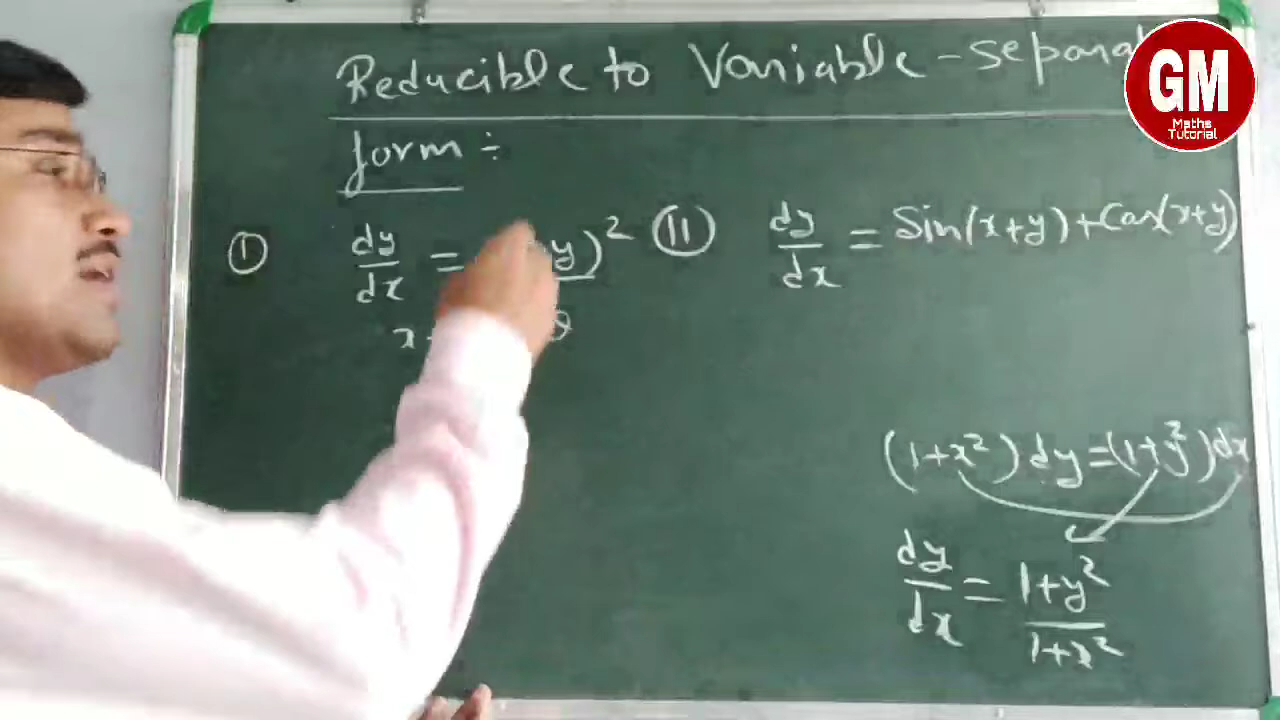 Reducible to Variable - separab
form ÷
GM
Maths
Tutorial
① dy/dx = y)²
x
⑪ dy/dx = Sin(x+y)+Cos(x+y)
(1+x²)dy=(1+y²)dx
dy/dx = 1+y²/1+x²